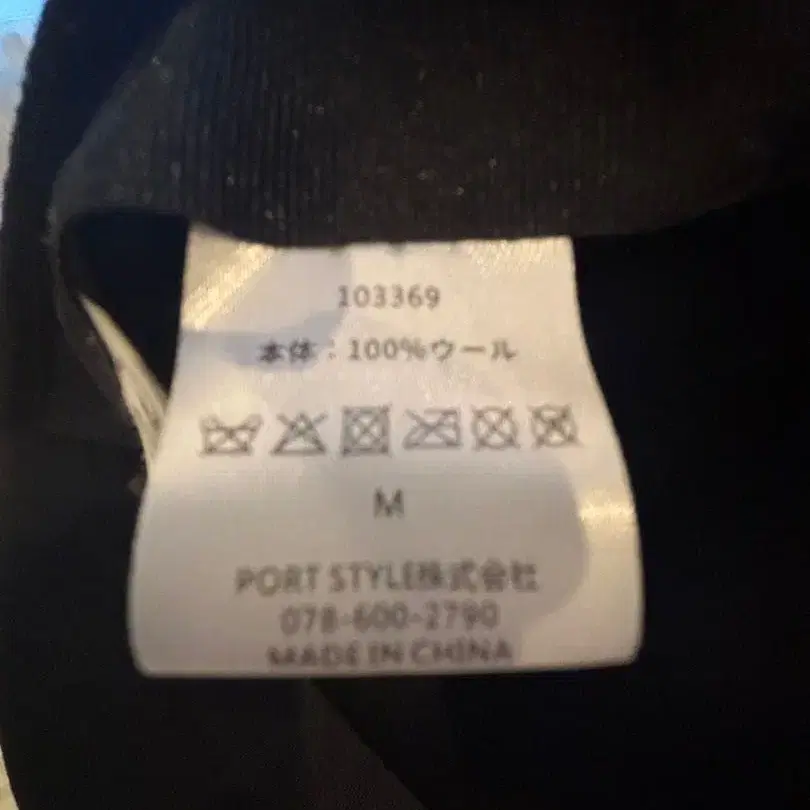 103369
本体：100%ウール
M
PORT STYLE株式会社
078-600-2790
MADE IN CHINA